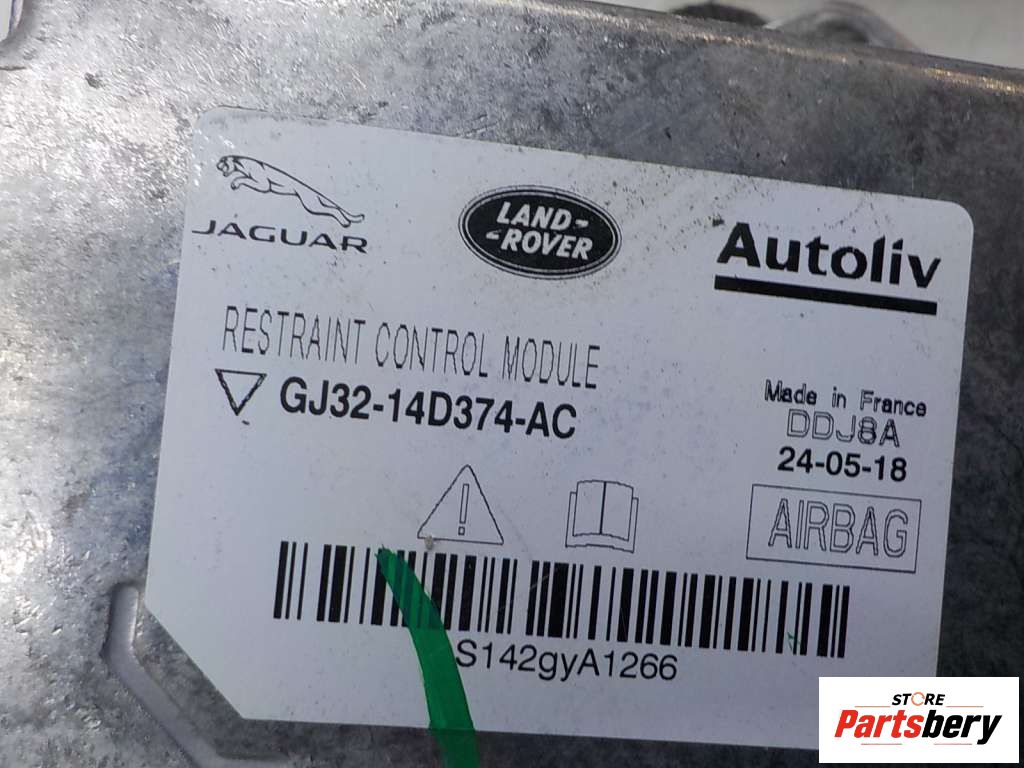 JAGUAR
LAND-
-ROVER
Autoliv
RESTRAINT CONTROL MODULE
GJ32-14D374-AC
Made in France
DDJ8A
24-05-18
AIRBAG
S142gyA1266
STORE
Partsbery